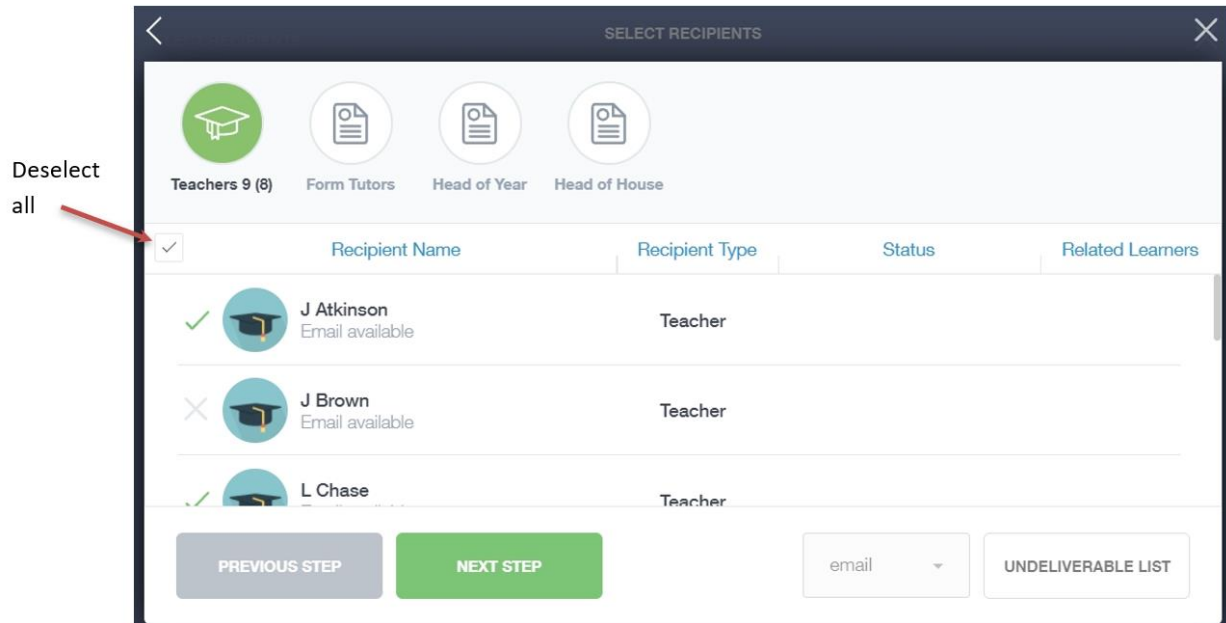 SELECT RECIPIENTS
Teachers 9 (8)
Form Tutors
Head of Year
Head of House
Deselect
all
Recipient Name
Recipient Type
Status
Related Learners
J Atkinson
Email available
Teacher
J Brown
Email available
Teacher
L Chase
Teacher
PREVIOUS STEP
NEXT STEP
email
UNDELIVERABLE LIST